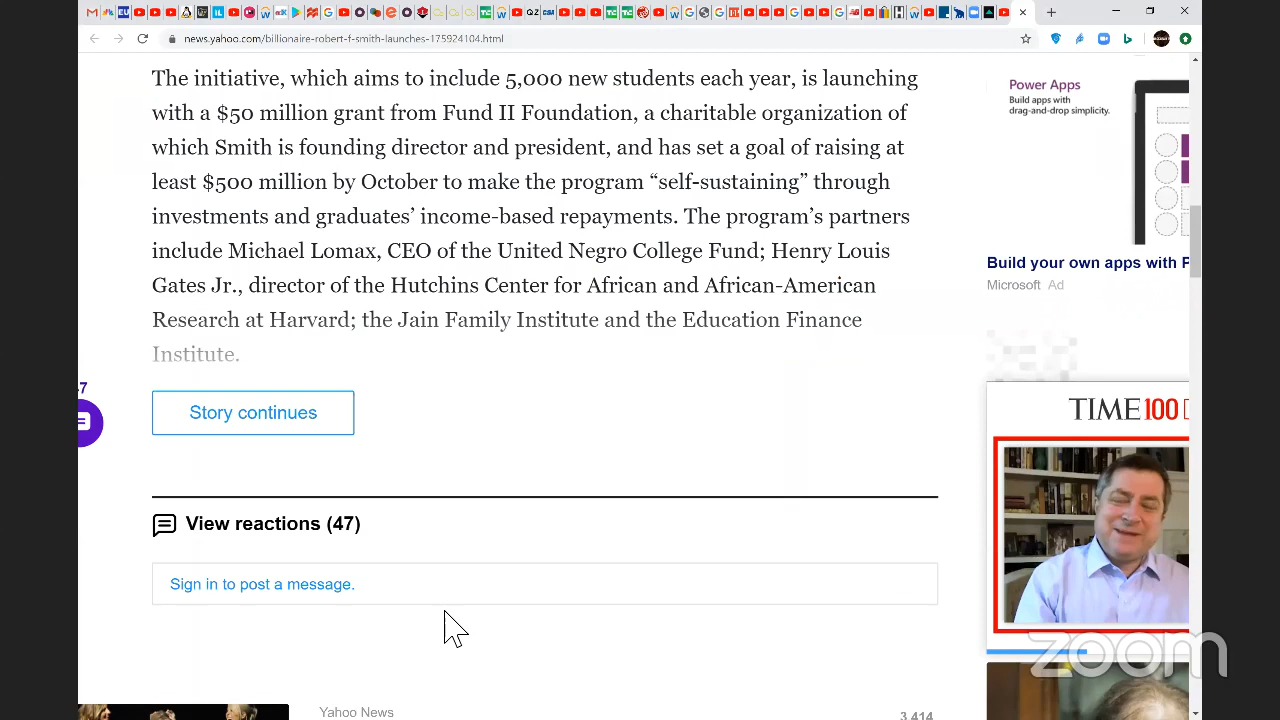 news.yahoo.com/billionaire-robert-f-smith-launches-175924104.html
The initiative, which aims to include 5,000 new students each year, is launching
with a $50 million grant from Fund II Foundation, a charitable organization of
which Smith is founding director and president, and has set a goal of raising at
least $500 million by October to make the program “self-sustaining” through
investments and graduates’ income-based repayments. The program’s partners
include Michael Lomax, CEO of the United Negro College Fund; Henry Louis
Gates Jr., director of the Hutchins Center for African and African-American
Research at Harvard; the Jain Family Institute and the Education Finance
Institute.
Story continues
View reactions (47)
Sign in to post a message.
Yahoo News
3,414
Power Apps
Build apps with
drag-and-drop simplicity.
Build your own apps with P
Microsoft Ad
TIME100
zoom